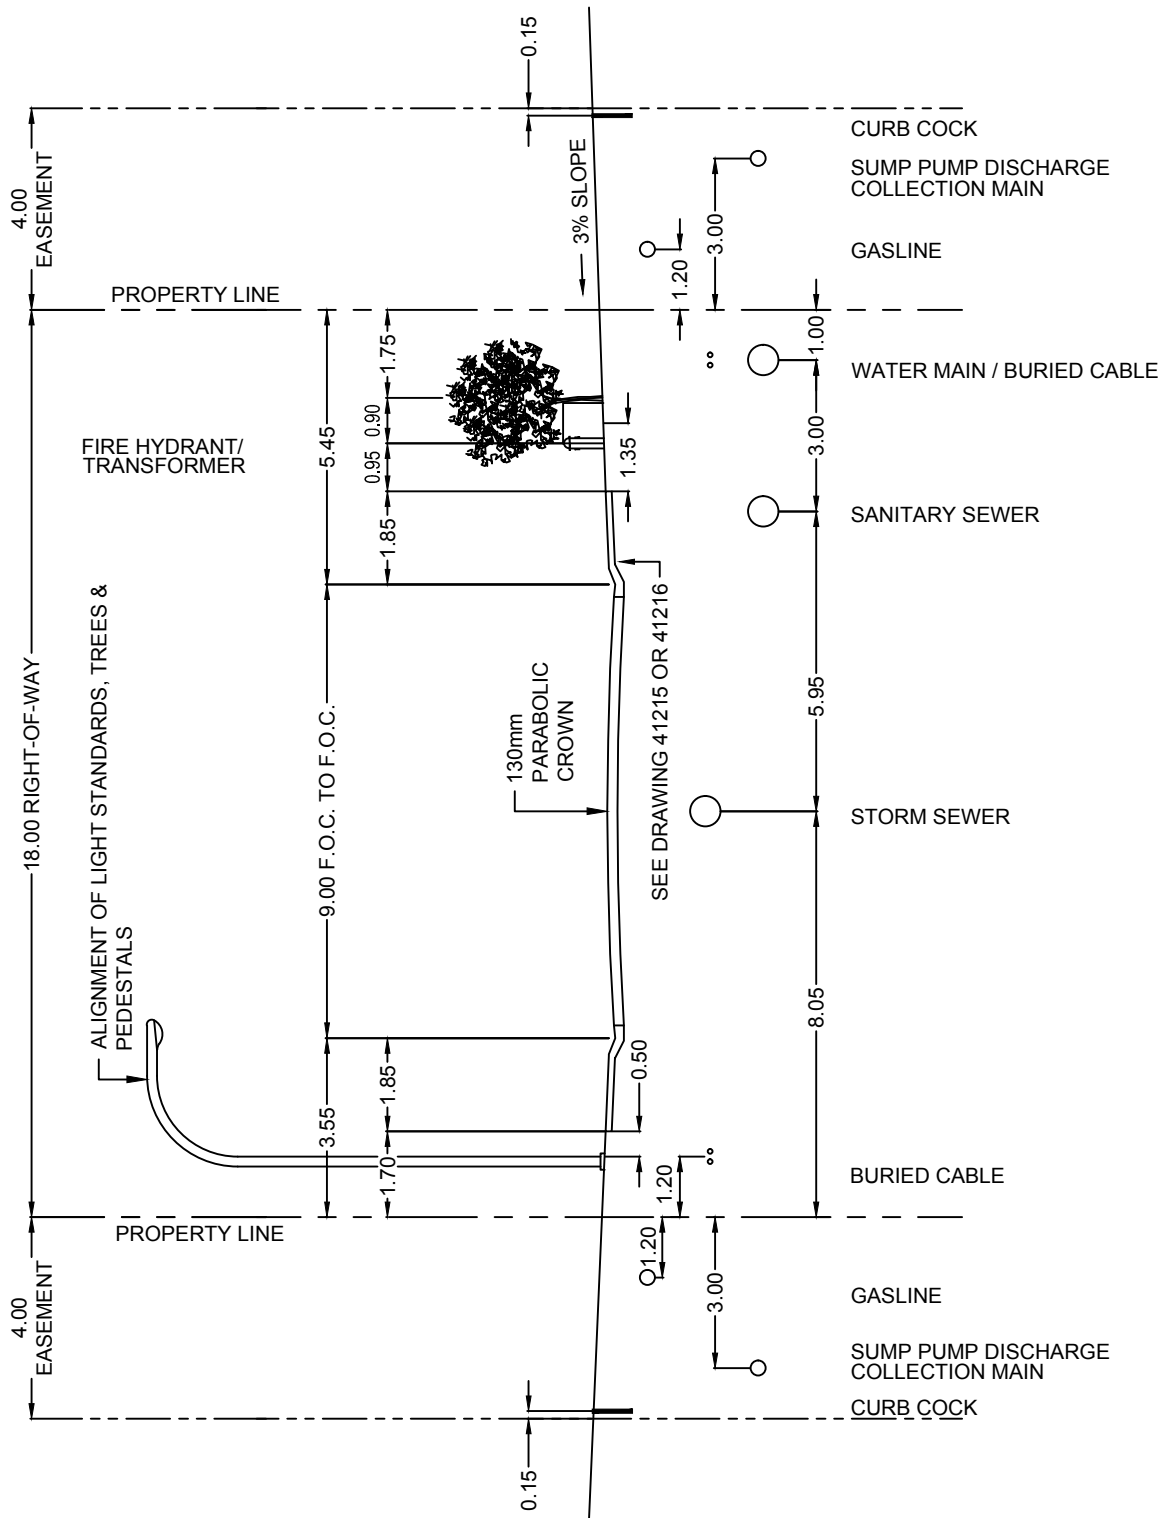 0.15
4.00
EASEMENT
3% SLOPE
CURB COCK
SUMP PUMP DISCHARGE
COLLECTION MAIN
3.00
GASLINE
1.20
PROPERTY LINE
1.00
1.75
WATER MAIN / BURIED CABLE
0.90
5.45
FIRE HYDRANT/
TRANSFORMER
0.95
1.35
3.00
1.85
SANITARY SEWER
18.00 RIGHT-OF-WAY
ALIGNMENT OF LIGHT STANDARDS, TREES &
PEDESTALS
9.00 F.O.C. TO F.O.C.
130mm
PARABOLIC
CROWN
SEE DRAWING 41215 OR 41216
5.95
STORM SEWER
8.05
3.55
1.85
0.50
1.70
1.20
BURIED CABLE
PROPERTY LINE
1.20
4.00
EASEMENT
3.00
GASLINE
SUMP PUMP DISCHARGE
COLLECTION MAIN
CURB COCK
0.15